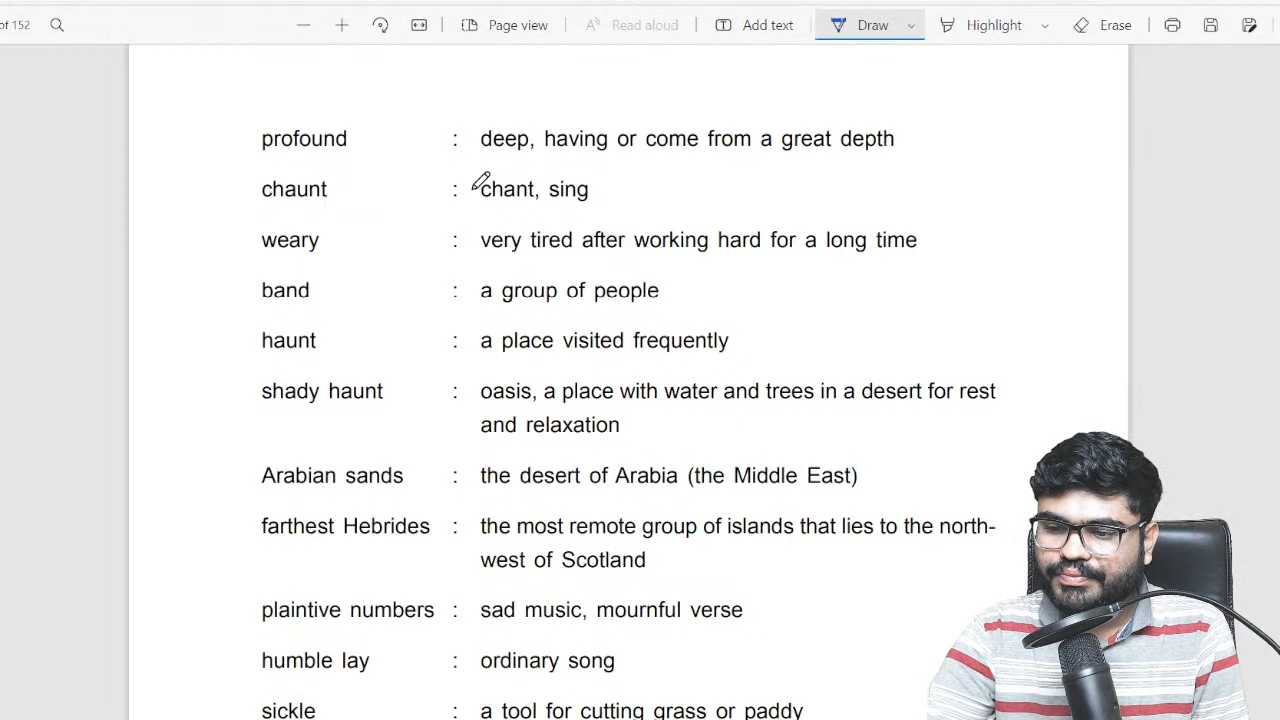 of 152 Page view Read aloud Add text Draw Highlight Erase
profound : deep, having or come from a great depth
chaunt : chant, sing
weary : very tired after working hard for a long time
band : a group of people
haunt : a place visited frequently
shady haunt : oasis, a place with water and trees in a desert for rest
and relaxation
Arabian sands : the desert of Arabia (the Middle East)
farthest Hebrides : the most remote group of islands that lies to the north-
west of Scotland
plaintive numbers : sad music, mournful verse
humble lay : ordinary song
sickle : a tool for cutting grass or paddy